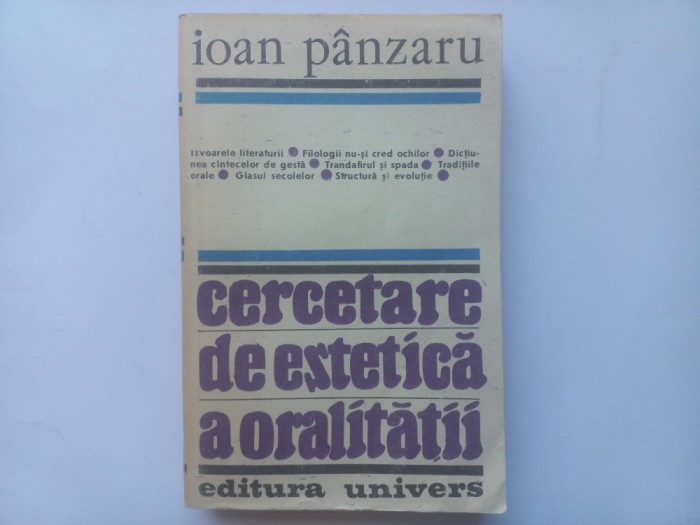 ioan pânzaru
Izvoarele literaturii ● Filologii nu-și cred ochilor ● Dicțiu-
nea cîntecelor de gestă ● Trandafirul și spada ● Tradițiile
orale ● Glasul secolelor ● Structură și evoluție ●
cercetare
de estetică
a oralității
editura univers